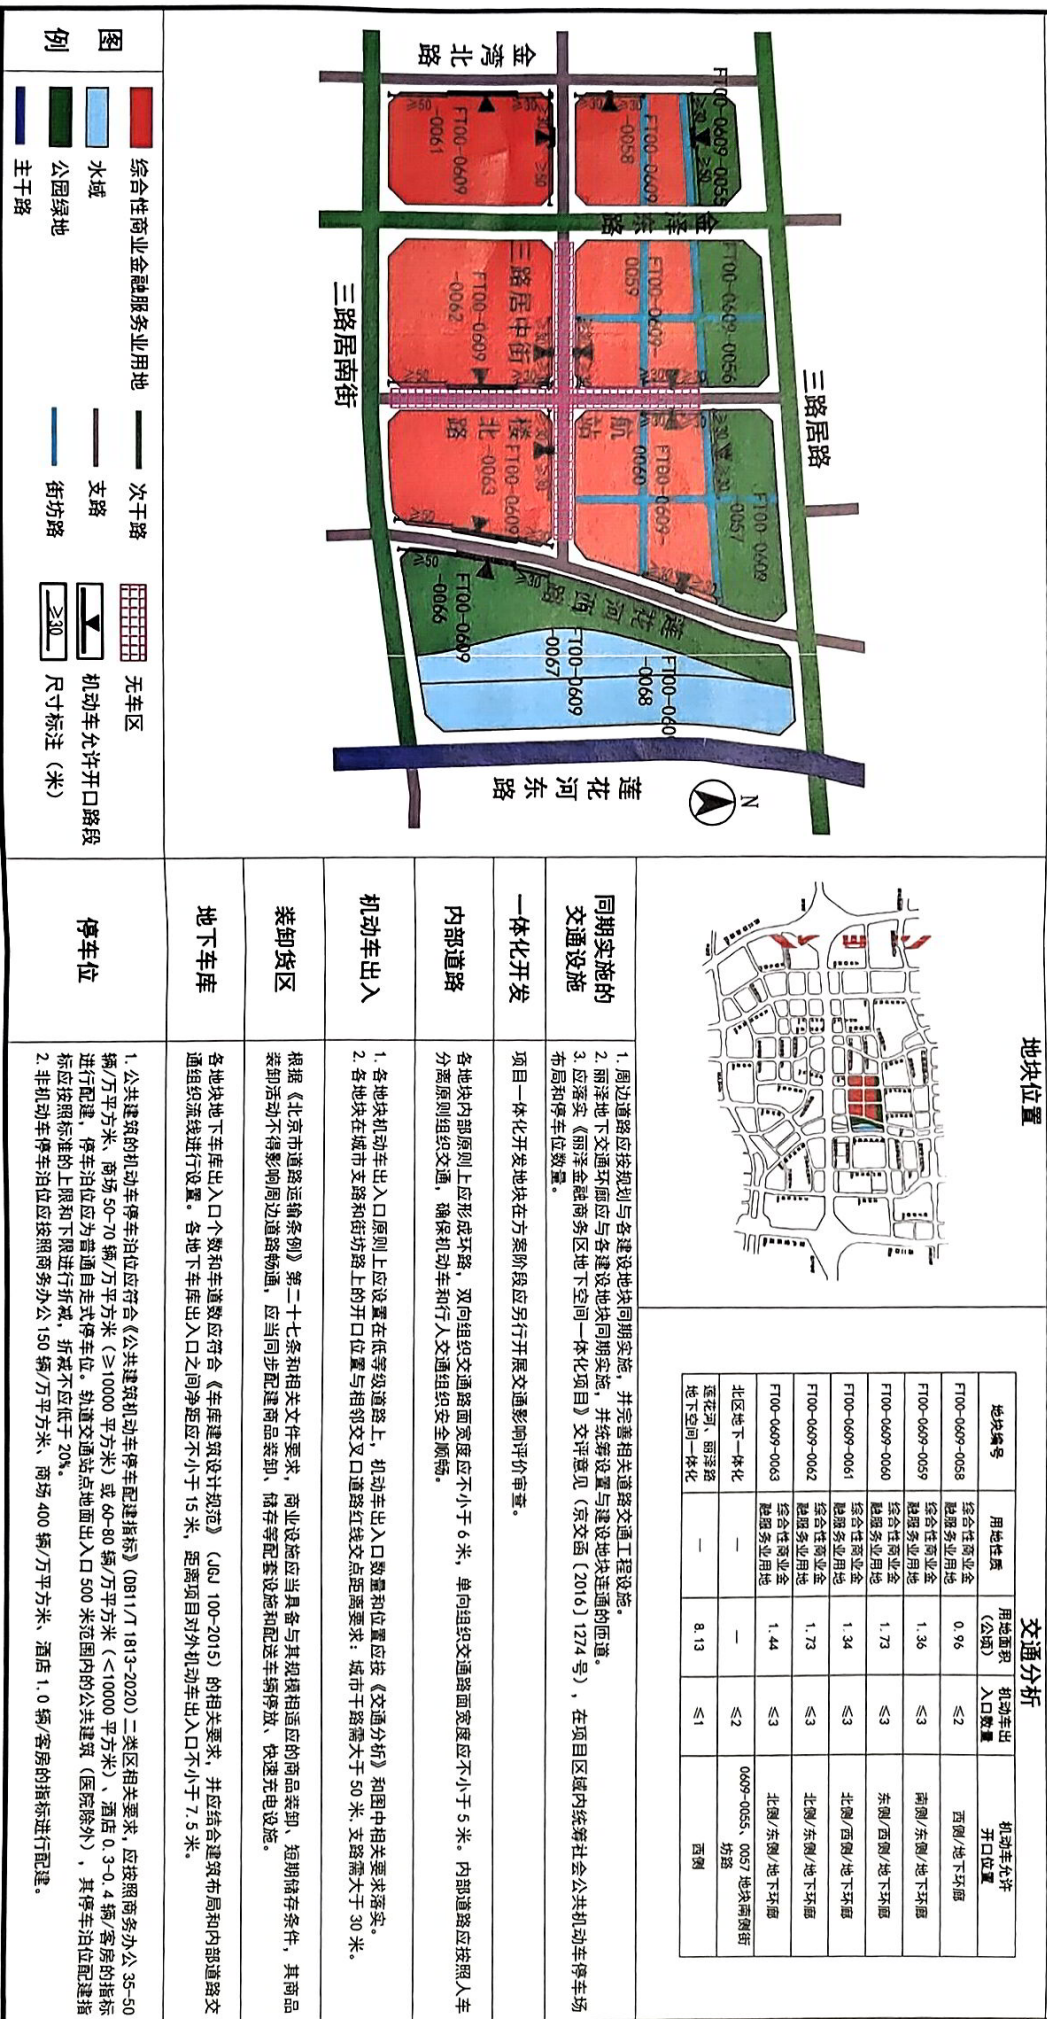 地块位置
交通分析
地块编号
用地性质
用地面积
(公顷)
机动车出
入口数量
机动车允许
开口位置
FT00-0609-0058
综合性商业金
融服务业用地
0.96
≤2
西侧/地下环廊
FT00-0609-0059
综合性商业金
融服务业用地
1.36
≤3
南侧/东侧/地下环廊
FT00-0609-0060
综合性商业金
融服务业用地
1.73
≤3
东侧/西侧/地下环廊
FT00-0609-0061
综合性商业金
融服务业用地
1.34
≤3
北侧/西侧/地下环廊
FT00-0609-0062
综合性商业金
融服务业用地
1.73
≤3
北侧/东侧/地下环廊
FT00-0609-0063
综合性商业金
融服务业用地
1.44
≤3
北侧/东侧/地下环廊
北区地下一体化
—
—
≤2
0609-0055、0057 地块南侧街
坊路
莲花河、丽泽路
地下空间一体化
—
8.13
≤1
西侧
同期实施的
交通设施
1. 周边道路应按规划与各建设地块同期实施，并完善相关道路交通工程设施。
2. 丽泽地下交通环廊应与各建设地块同期实施，并统筹设置与建设地块连通的匝道。
3. 应落实《丽泽金融商务区地下空间一体化项目》交评意见（京交函〔2016〕1274 号），在项目区域内统筹社会公共机动车停车场
布局和停车位数量。
一体化开发
项目一体化开发地块在方案阶段应另行开展交通影响评价审查。
内部道路
各地块内部原则上应形成环路，双向组织交通路面宽度应不小于 6 米，单向组织交通路面宽度应不小于 5 米。内部道路应按照人车
分离原则组织交通，确保机动车和行人交通组织安全顺畅。
机动车出入
1. 各地块机动车出入口原则上应设置在低等级道路上，机动车出入口数量和位置应按《交通分析》和图中相关要求落实。
2. 各地块在城市支路和街坊路上的开口位置与相邻交叉口道路红线交点距离要求：城市干路需大于 50 米，支路需大于 30 米。
装卸货区
根据《北京市道路运输条例》第二十七条和相关文件要求，商业设施应当具备与其规模相适应的商品装卸、短期储存条件，其商品
装卸活动不得影响周边道路畅通，应当同步配建商品装卸、储存等配套设施和配送车辆停放、快速充电设施。
地下车库
各地块地下车库出入口个数和车道数应符合《车库建筑设计规范》（JGJ 100-2015）的相关要求，并应结合建筑布局和内部道路交
通组织流线进行设置。各地下车库出入口之间净距应不小于 15 米，距离项目对外机动车出入口不小于 7.5 米。
停车位
1. 公共建筑的机动车停车泊位应符合《公共建筑机动车停车配建指标》(DB11/T 1813-2020) 二类区相关要求，应按照商务办公 35-50
辆/万平方米、商场 50-70 辆/万平方米（≥10000 平方米）或 60-80 辆/万平方米（<10000 平方米）、酒店 0.3-0.4 辆/客房的指标
进行配建，停车泊位应为普通自走式停车位。轨道交通站点地面出入口 500 米范围内的公共建筑（医院除外），其停车泊位配建指
标应按照标准的上限和下限进行折减，折减不应低于 20%。
2. 非机动车停车泊位应按照商务办公 150 辆/万平方米、商场 400 辆/万平方米、酒店 1.0 辆/客房的指标进行配建。
三路居路
N
FT00-0609-0055
FT00-0609-0056
FT00-0609
-0057
FT00-0609
-0058
FT00-0609-
0059
FT00-0609-
0060
FT00-0609
-0068
FT00-0609
-0067
FT00-0609
-0061
FT00-0609
-0062
FT00-0609
-0063
FT00-0609
-0066
金湾北路
金泽东路
三路居中街
航站楼北路
莲花河西路
莲花河东路
三路居南街
图例
综合性商业金融服务业用地
水域
公园绿地
主干路
次干路
支路
街坊路
无车区
机动车允许开口路段
≥30
尺寸标注（米）